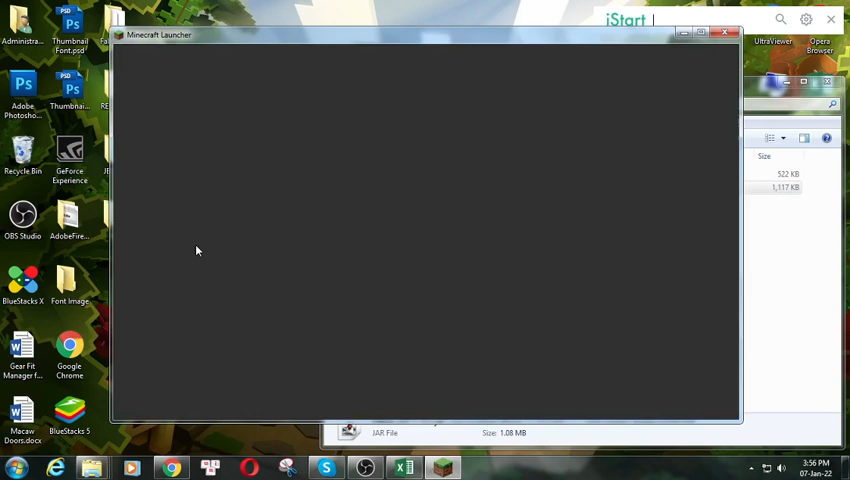 iStart
Minecraft Launcher
Administra...
Thumbnail
Font.psd
UltraViewer
Opera
Browser
Adobe
Photosho...
Thumbnai...
Size
Recycle Bin
GeForce
Experience
522 KB
1,117 KB
OBS Studio
AdobeFire...
BlueStacks X
Font Image
Gear Fit
Manager f...
Google
Chrome
Macaw
Doors.docx
BlueStacks 5
JAR File
Size: 1.08 MB
3:56 PM
07-Jan-22